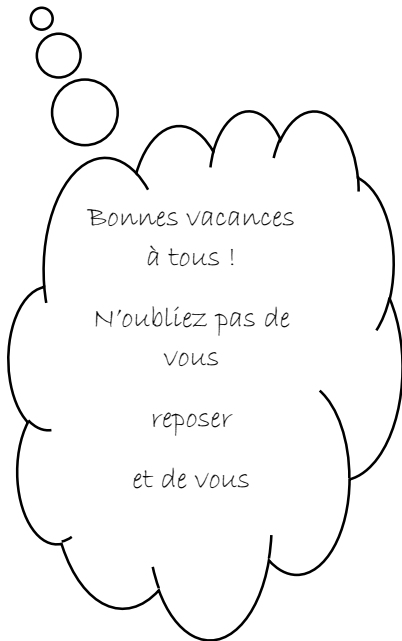 Bonnes vacances
à tous !
N'oubliez pas de
vous
reposer
et de vous